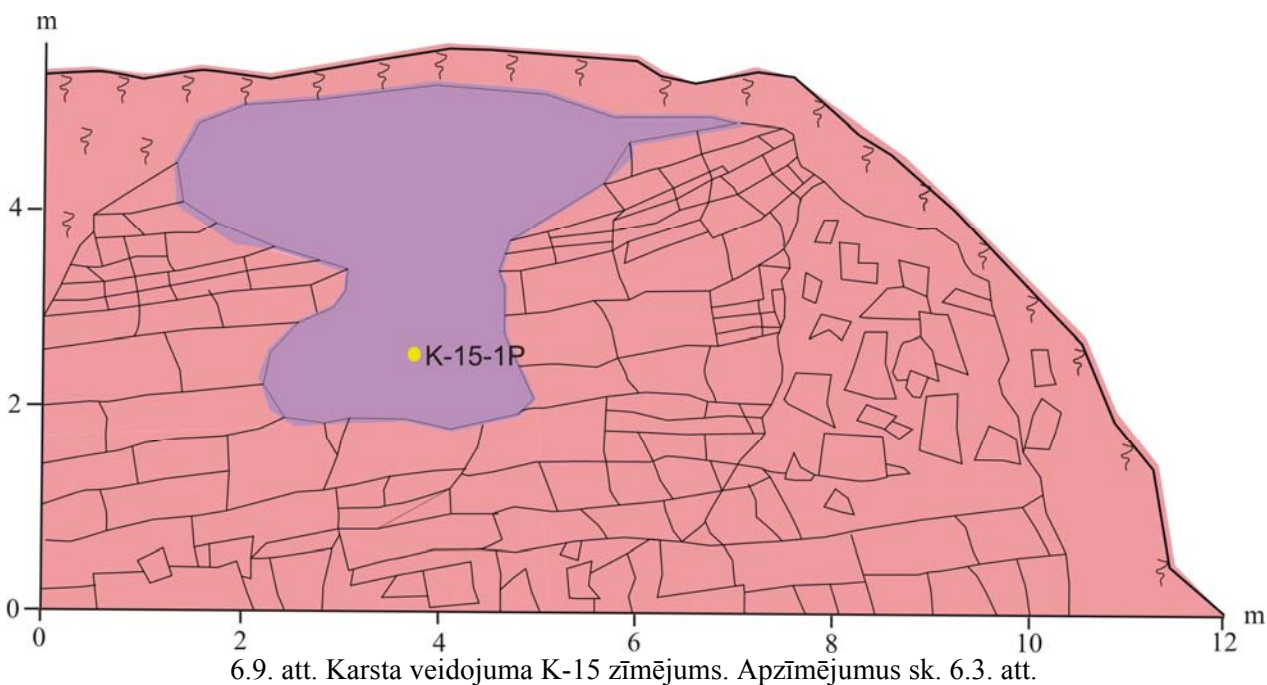 m
4
K-15-1P
2
0
0 2 4 6 8 10 12 m
6.9. att. Karsta veidojuma K-15 zīmējums. Apzīmējumus sk. 6.3. att.